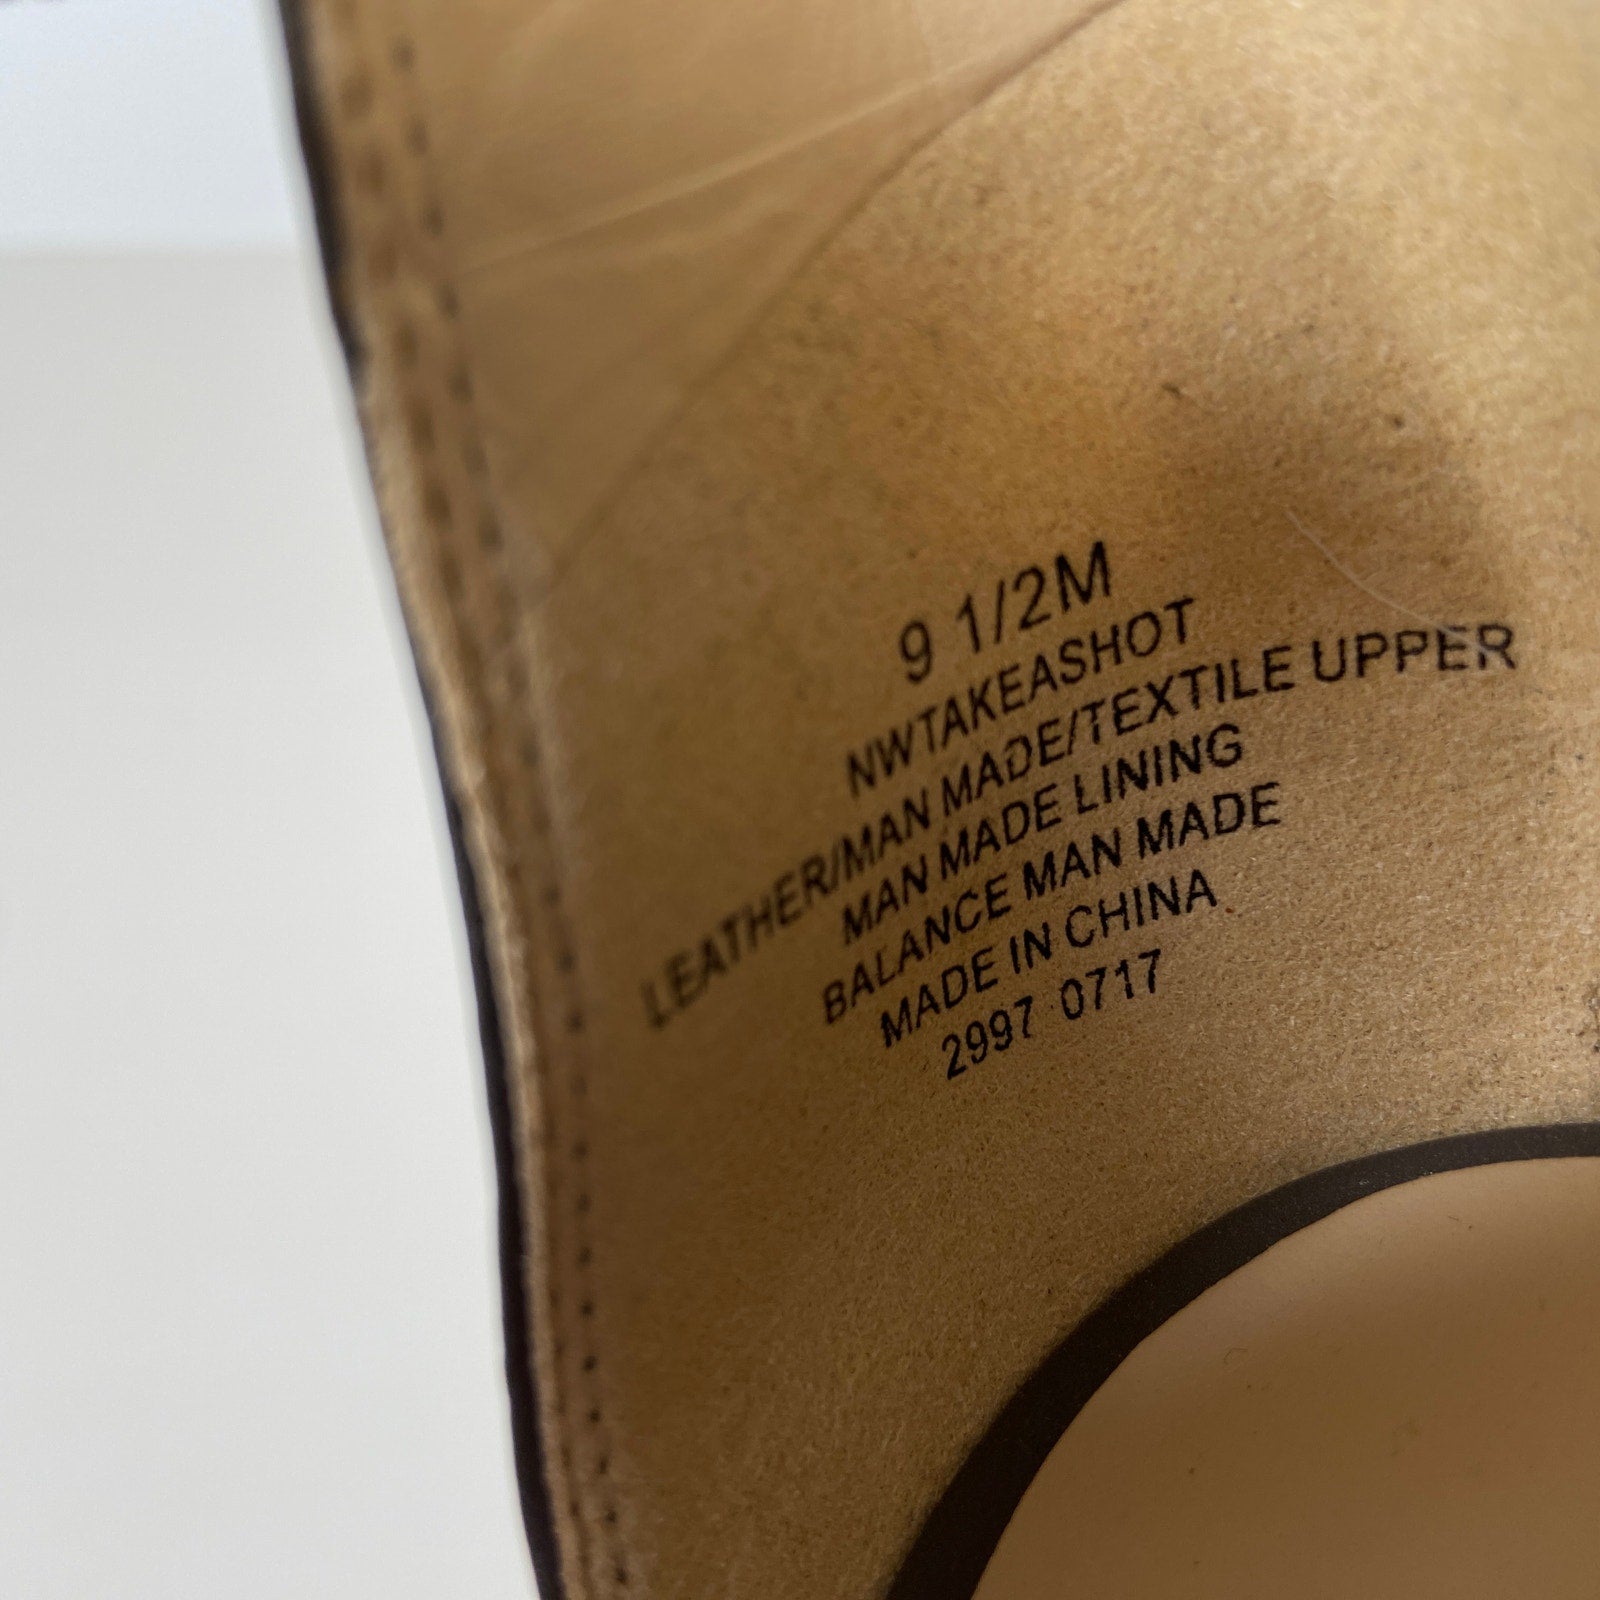 9 1/2M
NWTAKEASHOT
LEATHER/MAN MADE/TEXTILE UPPER
MAN MADE LINING
BALANCE MAN MADE
MADE IN CHINA
2997 0717